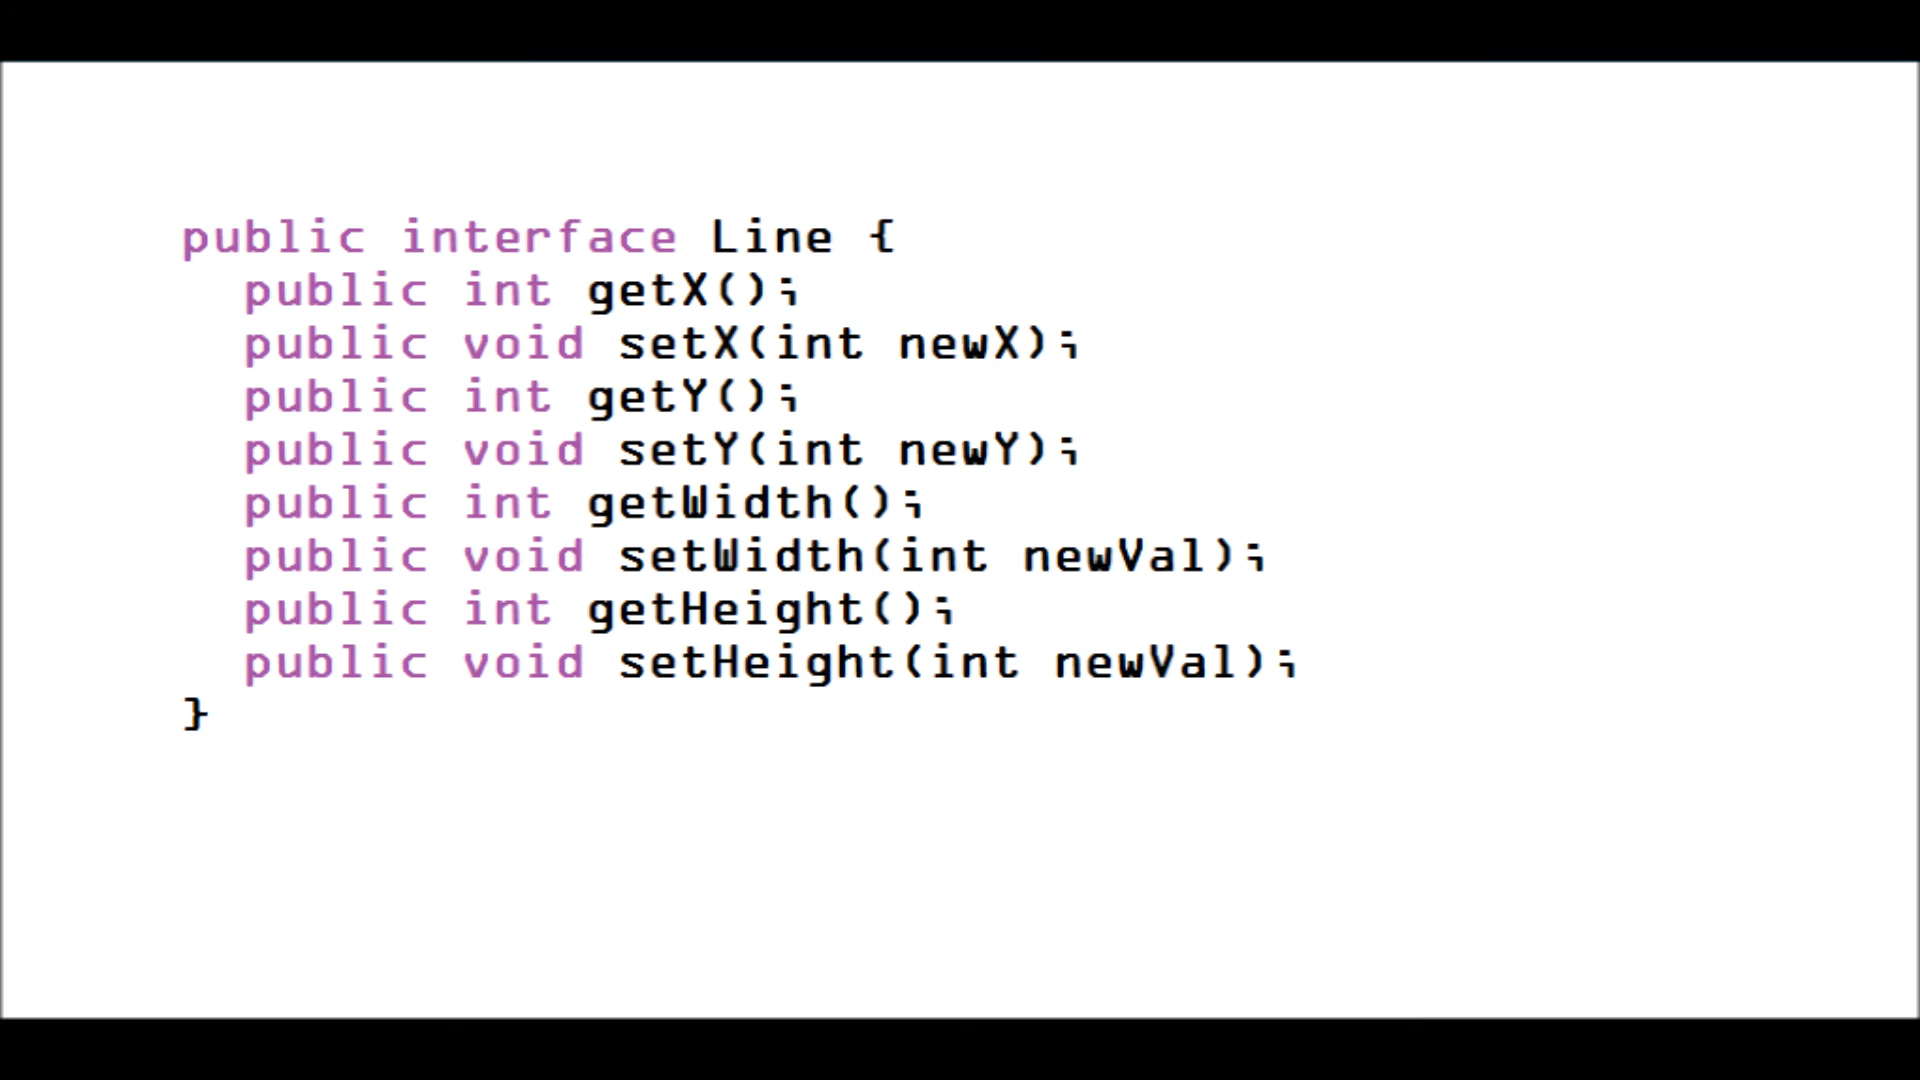 public interface Line {
public int getX();
public void setX(int newX);
public int getY();
public void setY(int newY);
public int getWidth();
public void setWidth(int newVal);
public int getHeight();
public void setHeight(int newVal);
}